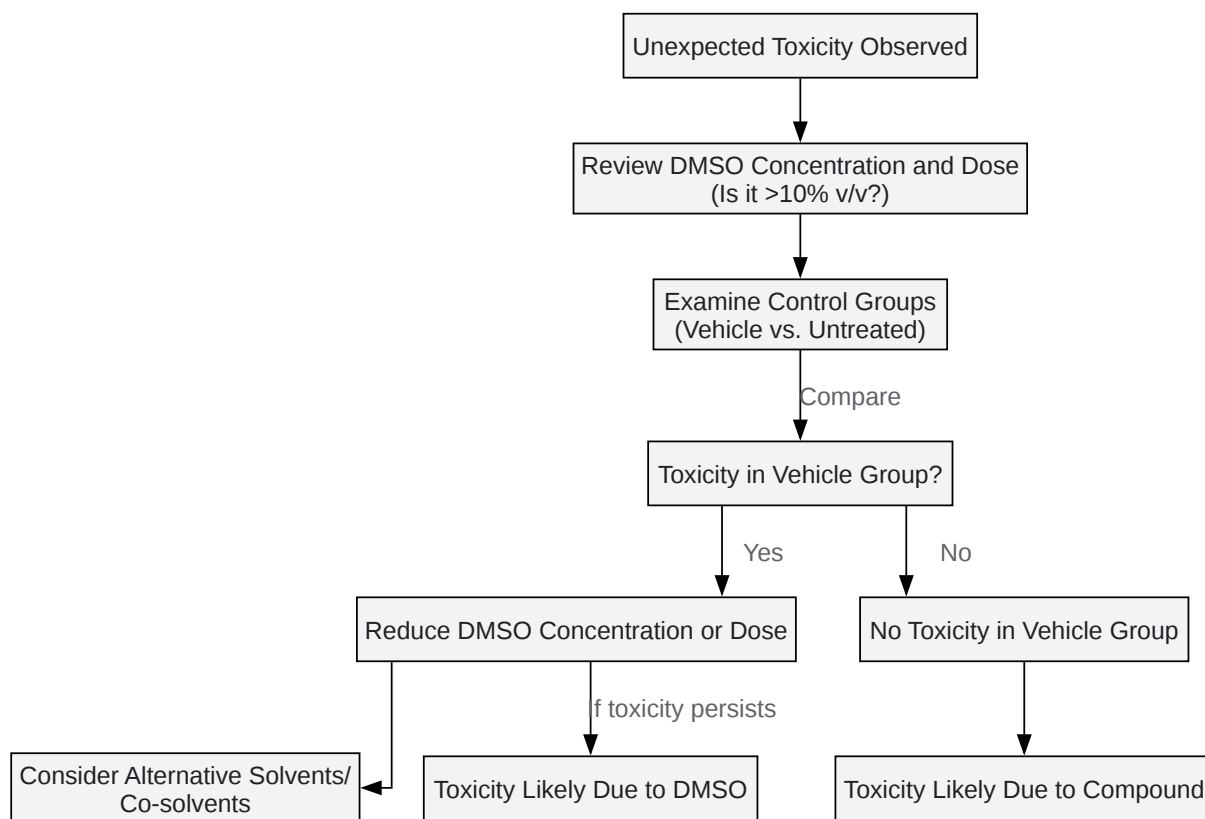 Unexpected Toxicity Observed
Review DMSO Concentration and Dose
(Is it >10% v/v?)
Examine Control Groups
(Vehicle vs. Untreated)
Compare
Toxicity in Vehicle Group?
Yes
No
Reduce DMSO Concentration or Dose
No Toxicity in Vehicle Group
If toxicity persists
Consider Alternative Solvents/
Co-solvents
Toxicity Likely Due to DMSO
Toxicity Likely Due to Compound